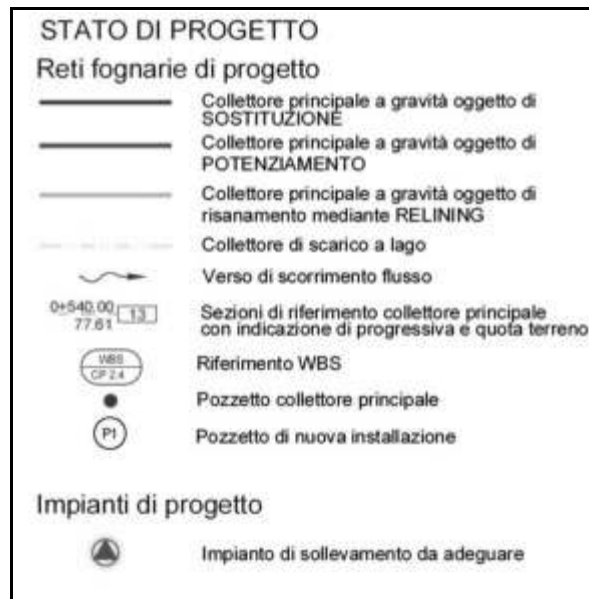 STATO DI PROGETTO
Reti fognarie di progetto
Collettore principale a gravità oggetto di
SOSTITUZIONE
Collettore principale a gravità oggetto di
POTENZIAMENTO
Collettore principale a gravità oggetto di
risanamento mediante RELINING
Collettore di scarico a lago
Verso di scorrimento flusso
0+540.00
77.61
13
Sezioni di riferimento collettore principale
con indicazione di progressiva e quota terreno
WBS
CP 2.4
Riferimento WBS
Pozzetto collettore principale
P1
Pozzetto di nuova installazione
Impianti di progetto
Impianto di sollevamento da adeguare